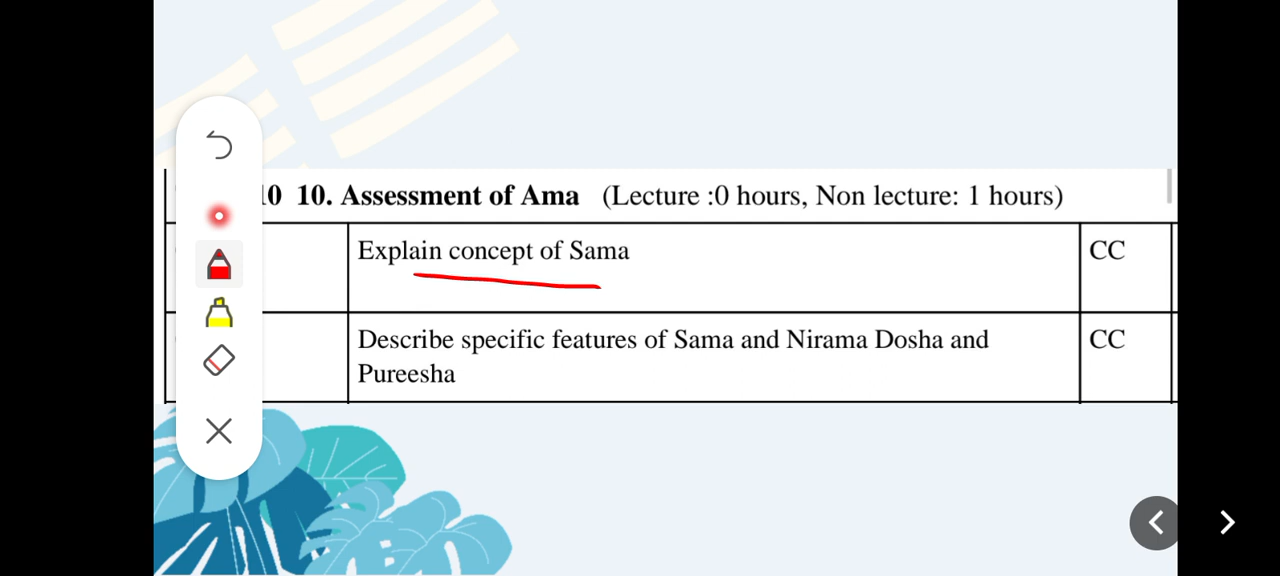 10 10. Assessment of Ama (Lecture :0 hours, Non lecture: 1 hours)
Explain concept of Sama
CC
Describe specific features of Sama and Nirama Dosha and
Pureesha
CC